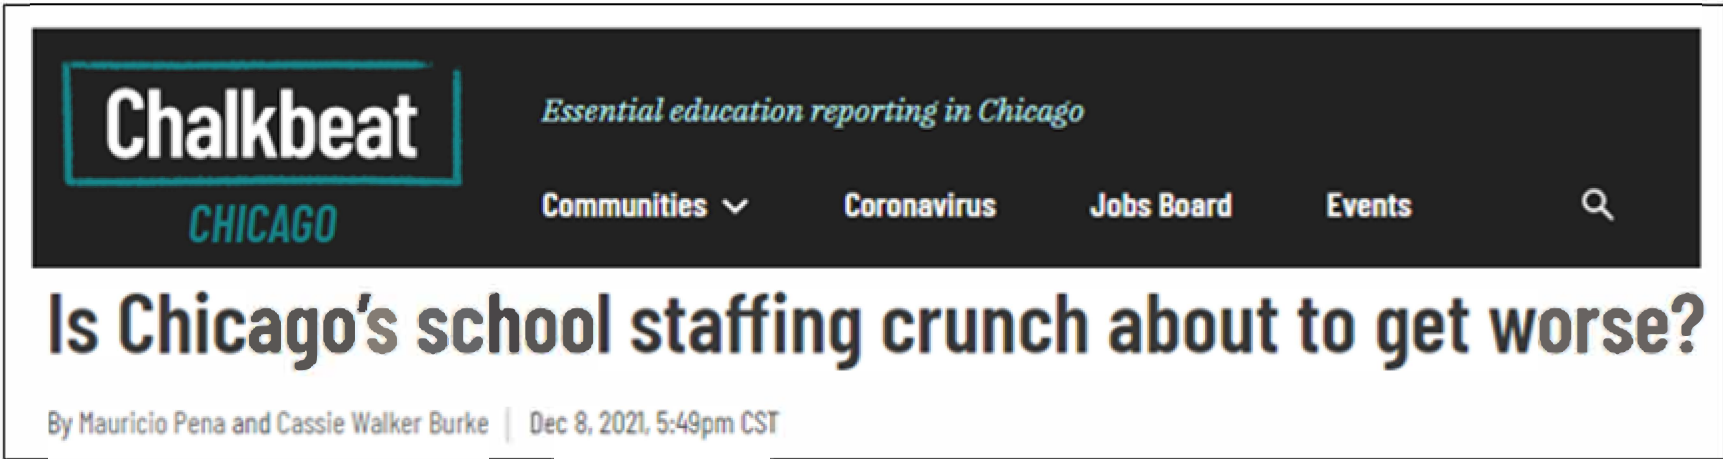 Chalkbeat
CHICAGO
Essential education reporting in Chicago
Communities Coronavirus Jobs Board Events
Is Chicago's school staffing crunch about to get worse?
By Mauricio Pena and Cassie Walker Burke | Dec 8, 2021, 5:49pm CST